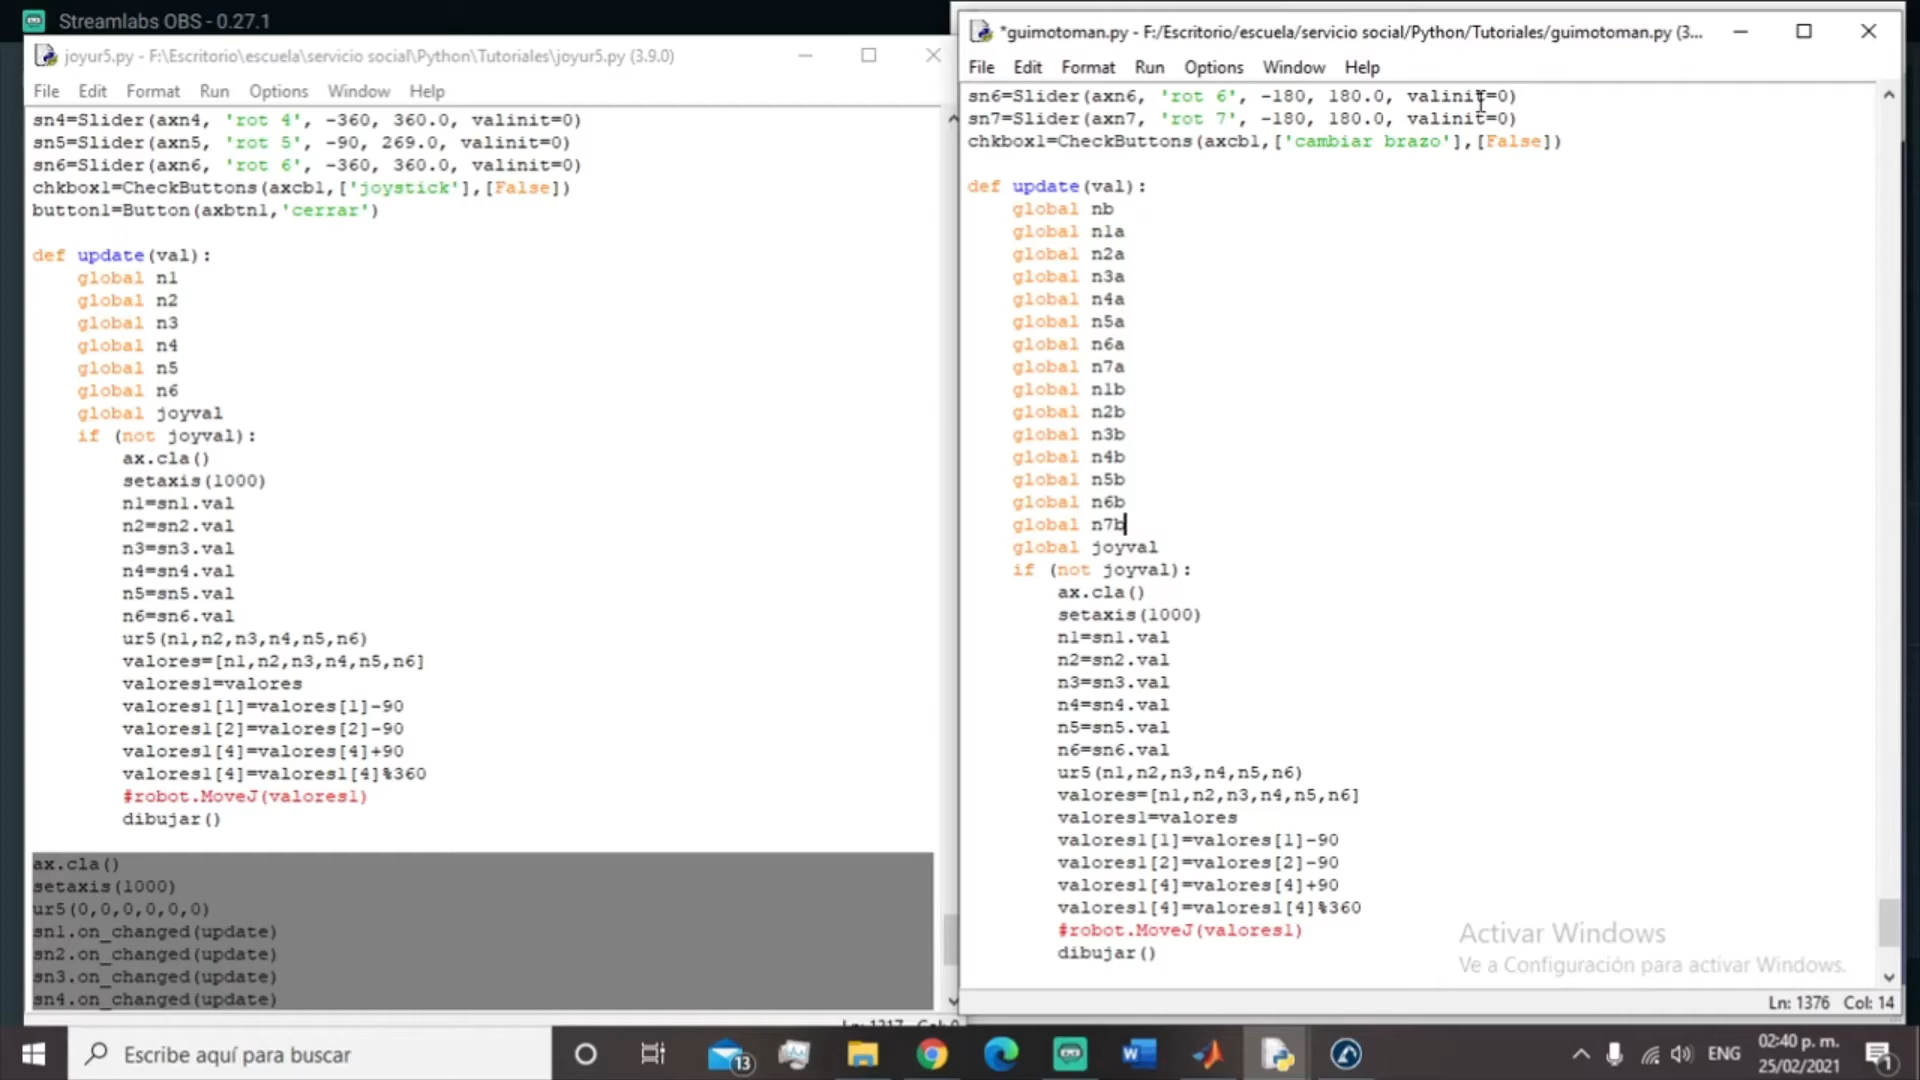 Streamlabs OBS - 0.27.1
joyur5.py - F:\Escritorio\escuela\servicio social\Python\Tutoriales\joyur5.py (3.9.0)
File Edit Format Run Options Window Help
sn4=Slider(axn4, 'rot 4', -360, 360.0, valinit=0)
sn5=Slider(axn5, 'rot 5', -90, 269.0, valinit=0)
sn6=Slider(axn6, 'rot 6', -360, 360.0, valinit=0)
chkbox1=CheckButtons(axcb1,['joystick'],[False])
button1=Button(axbtn1,'cerrar')
def update(val):
global n1
global n2
global n3
global n4
global n5
global n6
global joyval
if (not joyval):
ax.cla()
setaxis(1000)
n1=sn1.val
n2=sn2.val
n3=sn3.val
n4=sn4.val
n5=sn5.val
n6=sn6.val
ur5(n1,n2,n3,n4,n5,n6)
valores=[n1,n2,n3,n4,n5,n6]
valores1=valores
valores1[1]=valores[1]-90
valores1[2]=valores[2]-90
valores1[4]=valores[4]+90
valores1[4]=valores1[4]%360
#robot.MoveJ(valores1)
dibujar()
ax.cla()
setaxis(1000)
ur5(0,0,0,0,0,0)
sn1.on_changed(update)
sn2.on_changed(update)
sn3.on_changed(update)
sn4.on_changed(update)
*guimotoman.py - F:/Escritorio/escuela/servicio social/Python/Tutoriales/guimotoman.py (3...
File Edit Format Run Options Window Help
sn6=Slider(axn6, 'rot 6', -180, 180.0, valinit=0)
sn7=Slider(axn7, 'rot 7', -180, 180.0, valinit=0)
chkbox1=CheckButtons(axcb1,['cambiar brazo'],[False])
def update(val):
global nb
global n1a
global n2a
global n3a
global n4a
global n5a
global n6a
global n7a
global n1b
global n2b
global n3b
global n4b
global n5b
global n6b
global n7b
global joyval
if (not joyval):
ax.cla()
setaxis(1000)
n1=sn1.val
n2=sn2.val
n3=sn3.val
n4=sn4.val
n5=sn5.val
n6=sn6.val
ur5(n1,n2,n3,n4,n5,n6)
valores=[n1,n2,n3,n4,n5,n6]
valores1=valores
valores1[1]=valores[1]-90
valores1[2]=valores[2]-90
valores1[4]=valores[4]+90
valores1[4]=valores1[4]%360
#robot.MoveJ(valores1)
dibujar()
Activar Windows
Ve a Configuración para activar Windows.
Ln: 1376 Col: 14
Escribe aquí para buscar
13
ENG
02:40 p. m.
25/02/2021
1